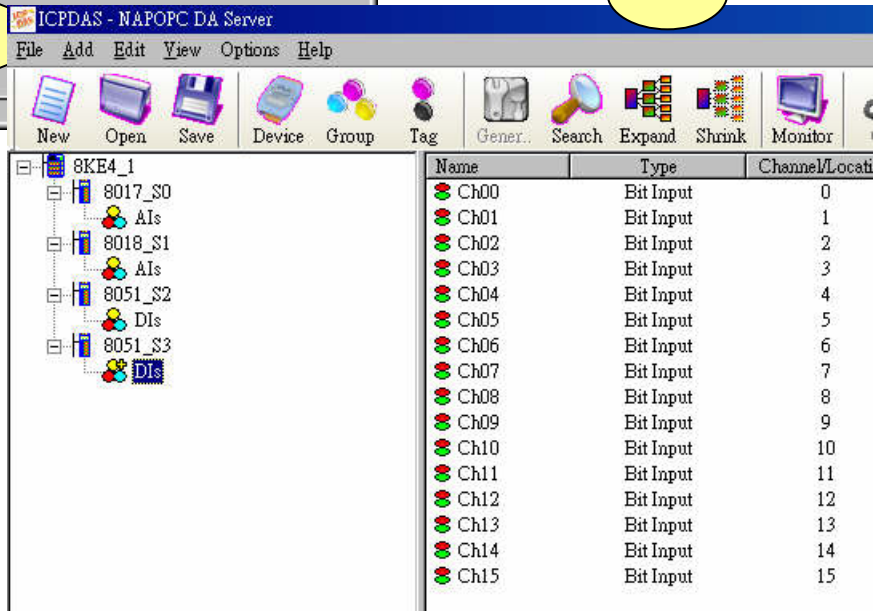 ICPDAS - NAPOPC DA Server
File Add Edit View Options Help
New Open Save Device Group Tag Gener.. Search Expand Shrink Monitor
8KE4_1
8017_S0
AIs
8018_S1
AIs
8051_S2
DIs
8051_S3
DIs
Name Type Channel/Locati
Ch00 Bit Input 0
Ch01 Bit Input 1
Ch02 Bit Input 2
Ch03 Bit Input 3
Ch04 Bit Input 4
Ch05 Bit Input 5
Ch06 Bit Input 6
Ch07 Bit Input 7
Ch08 Bit Input 8
Ch09 Bit Input 9
Ch10 Bit Input 10
Ch11 Bit Input 11
Ch12 Bit Input 12
Ch13 Bit Input 13
Ch14 Bit Input 14
Ch15 Bit Input 15